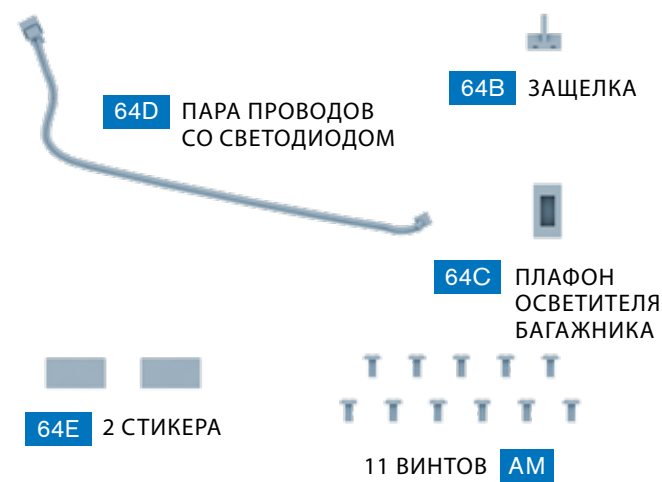 64D ПАРА ПРОВОДОВ
СО СВЕТОДИОДОМ
64B ЗАЩЕЛКА
64C ПЛАФОН
ОСВЕТИТЕЛЯ
БАГАЖНИКА
64E 2 СТИКЕРА
11 ВИНТОВ AM